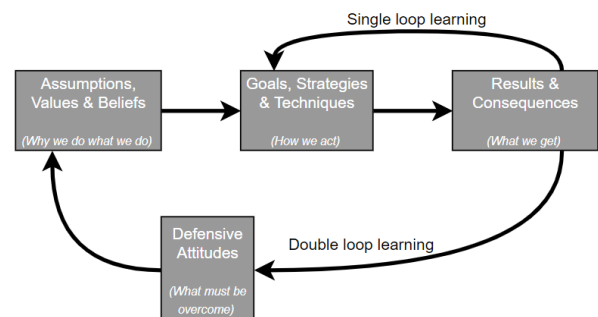 Single loop learning
Assumptions,
Values & Beliefs
(Why we do what we do)
Goals, Strategies
& Techniques
(How we act)
Results &
Consequences
(What we get)
Double loop learning
Defensive
Attitudes
(What must be
overcome)